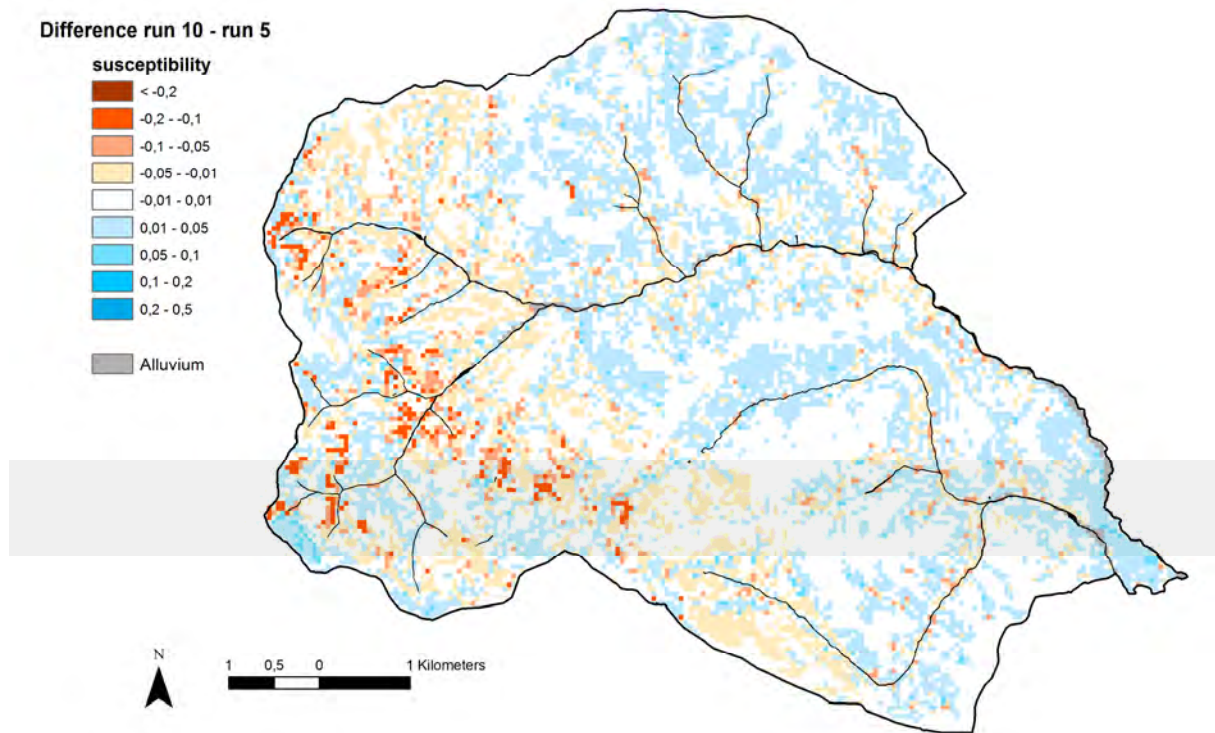 Difference run 10 - run 5
susceptibility
< -0,2
-0,2 - -0,1
-0,1 - -0,05
-0,05 - -0,01
-0,01 - 0,01
0,01 - 0,05
0,05 - 0,1
0,1 - 0,2
0,2 - 0,5
Alluvium
N
1 0,5 0 1 Kilometers